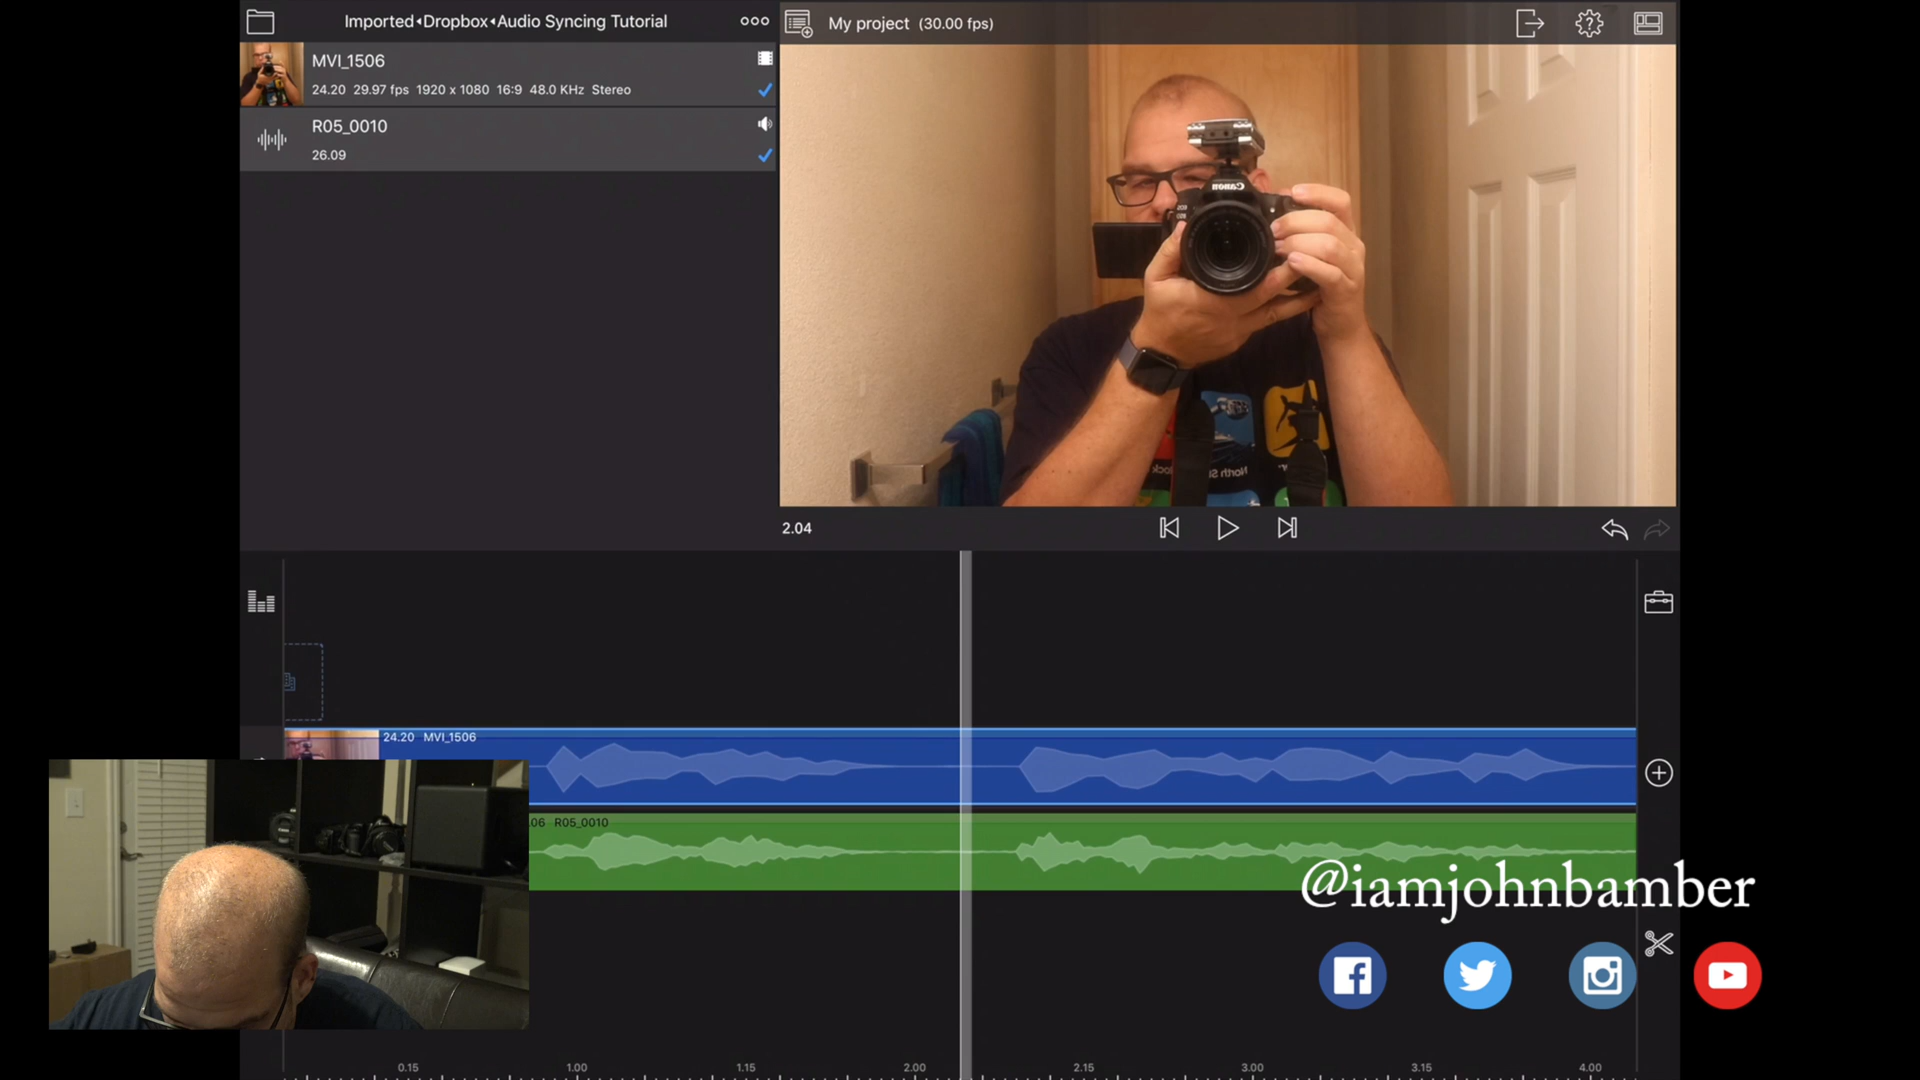 Imported◂Dropbox◂Audio Syncing Tutorial
My project (30.00 fps)
MVI_1506
24.20 29.97 fps 1920 x 1080 16:9 48.0 KHz Stereo
R05_0010
26.09
Canon
2.04
24.20 MVI_1506
.06 R05_0010
@iamjohnbamber
0.15 1.00 1.15 2.00 2.15 3.00 3.15 4.00